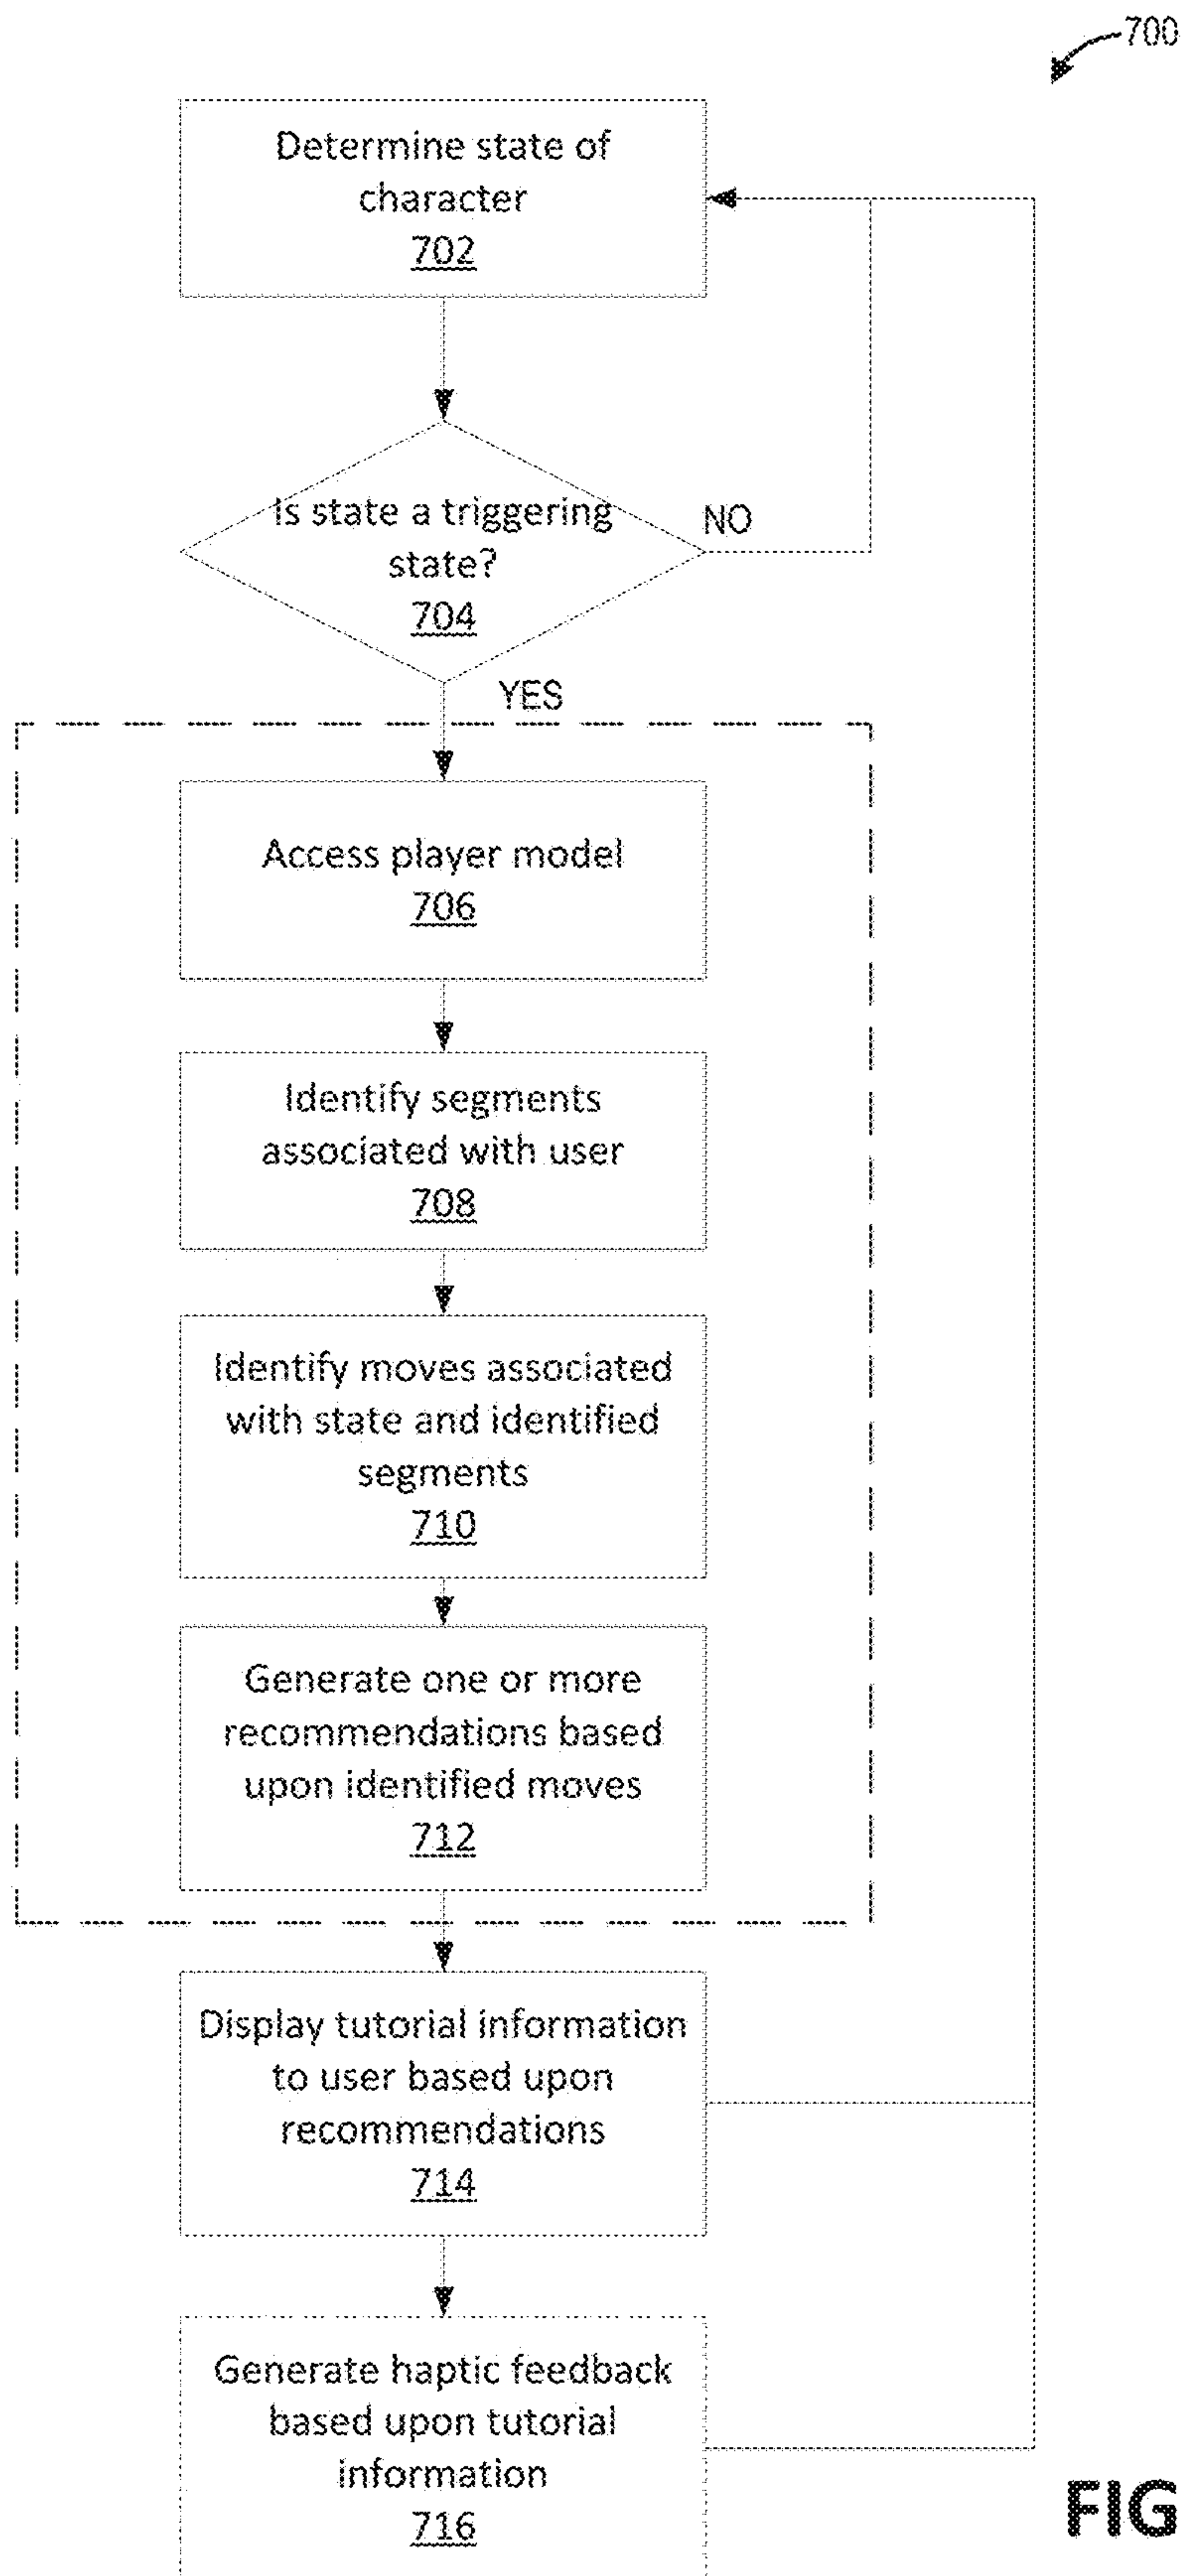 700
Determine state of
character
702
Is state a triggering
state?
704
NO
YES
Access player model
706
Identify segments
associated with user
708
Identify moves associated
with state and identified
segments
710
Generate one or more
recommendations based
upon identified moves
712
Display tutorial information
to user based upon
recommendations
714
Generate haptic feedback
based upon tutorial
information
716
FIG